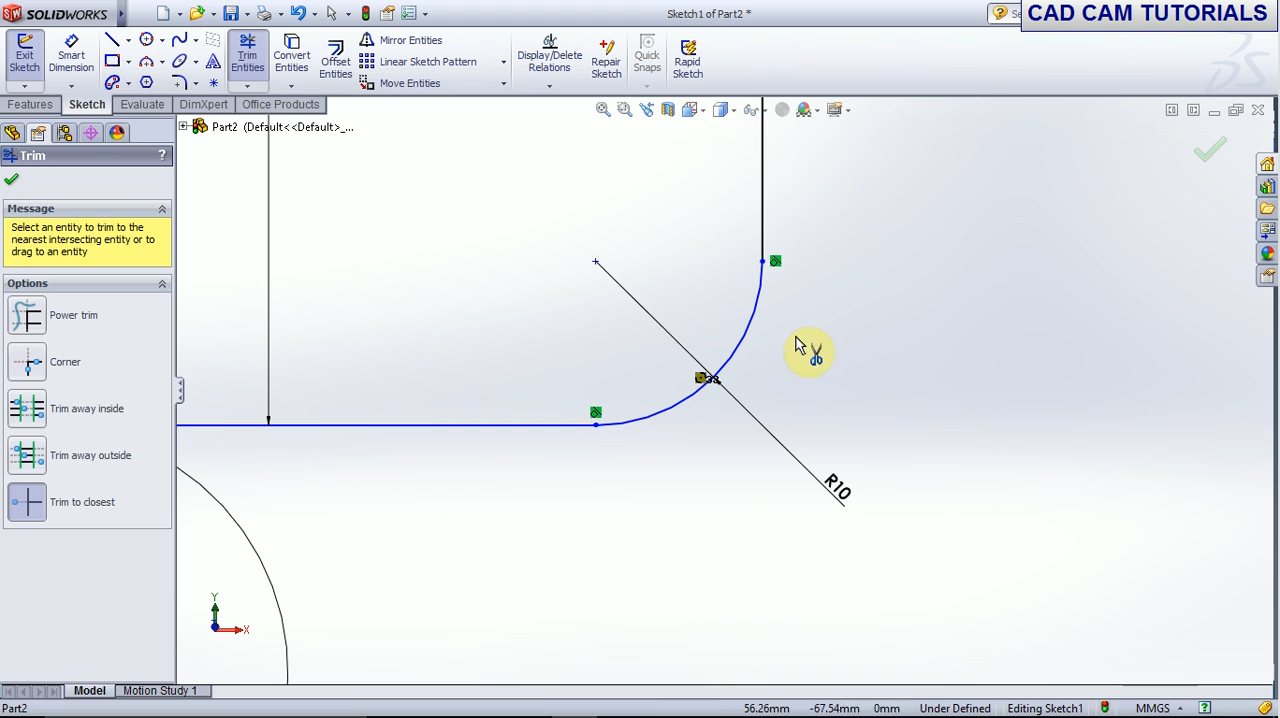 SOLIDWORKS
Sketch1 of Part2 *
CAD CAM TUTORIALS
Exit Sketch
Smart Dimension
Trim Entities
Convert Entities
Offset Entities
Mirror Entities
Linear Sketch Pattern
Move Entities
Display/Delete Relations
Repair Sketch
Quick Snaps
Rapid Sketch
Features
Sketch
Evaluate
DimXpert
Office Products
Part2 (Default<<Default>_...
Trim
?
Message
Select an entity to trim to the
nearest intersecting entity or to
drag to an entity
Options
Power trim
Corner
Trim away inside
Trim away outside
Trim to closest
R10
Y
X
Model
Motion Study 1
Part2
56.26mm
-67.54mm
0mm
Under Defined
Editing Sketch1
MMGS